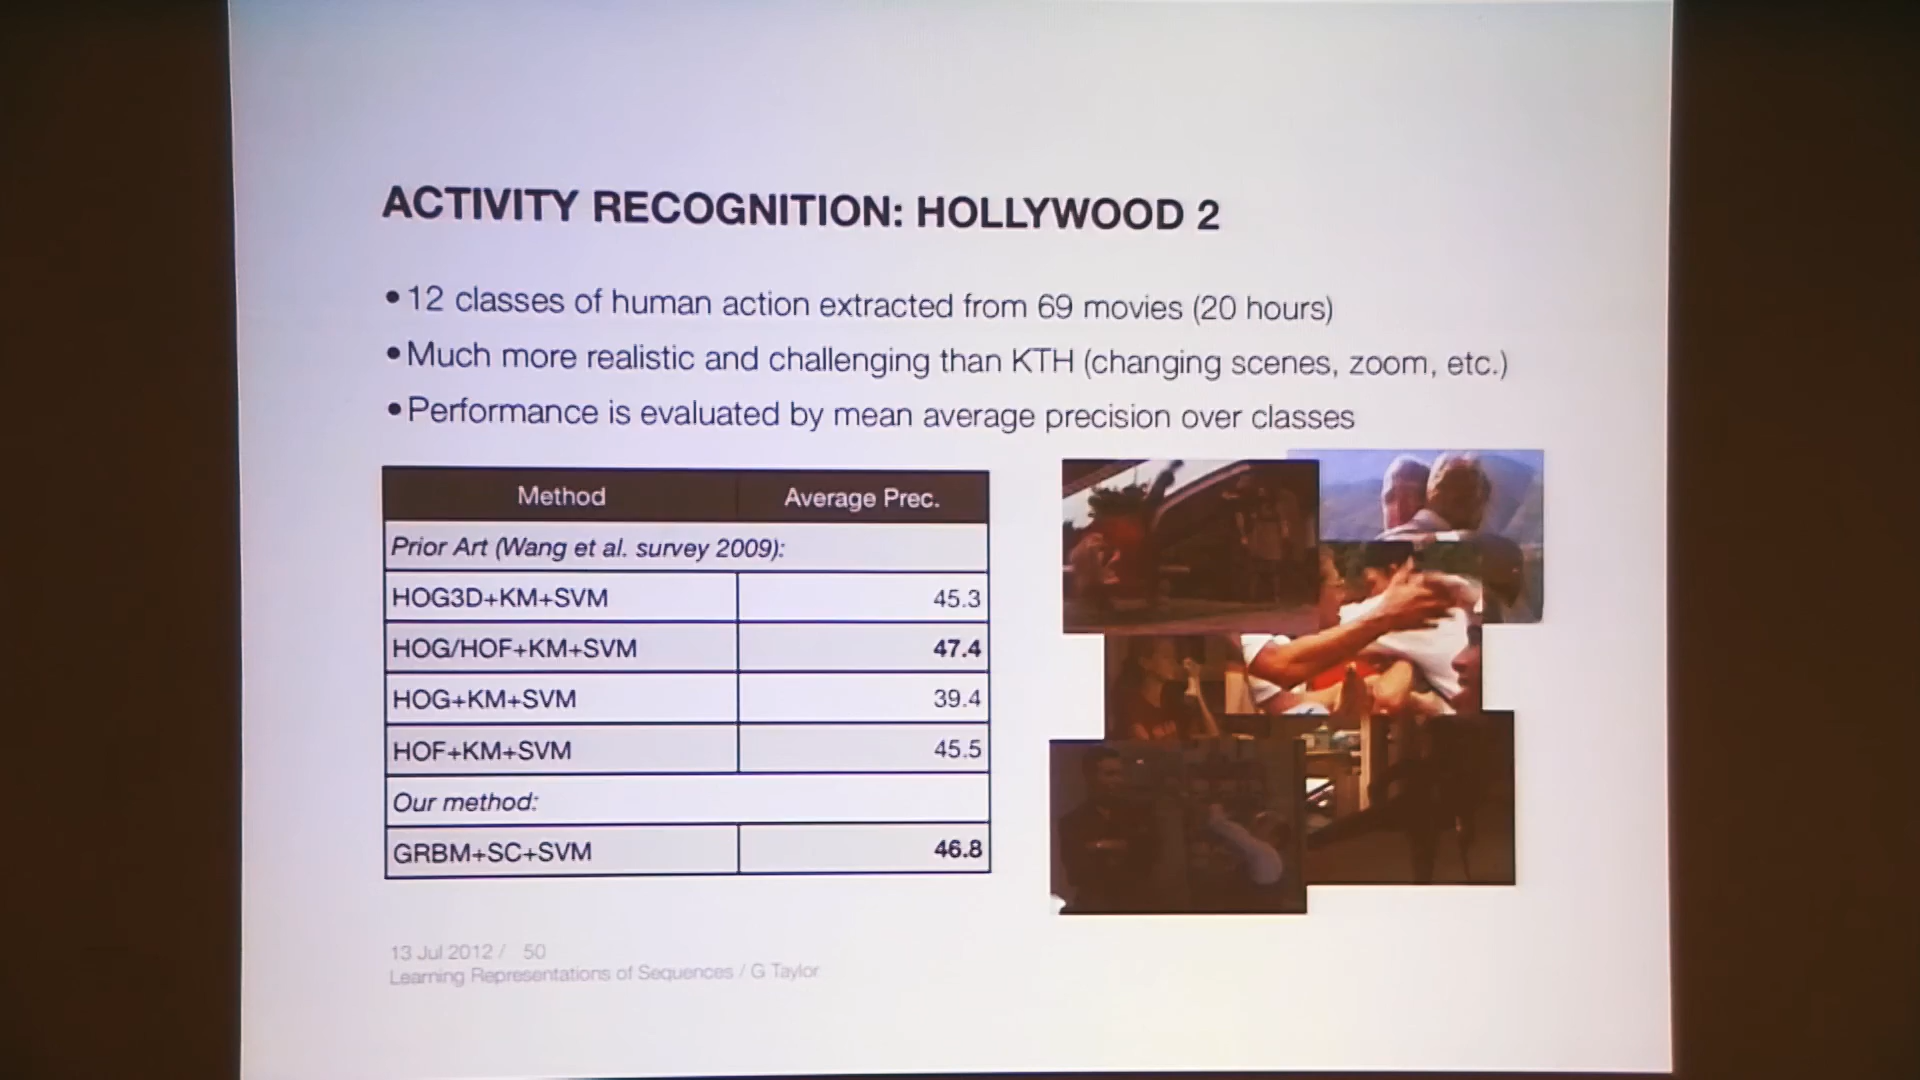 ACTIVITY RECOGNITION: HOLLYWOOD 2
•12 classes of human action extracted from 69 movies (20 hours)
•Much more realistic and challenging than KTH (changing scenes, zoom, etc.)
•Performance is evaluated by mean average precision over classes
Method Average Prec.
Prior Art (Wang et al. survey 2009):
HOG3D+KM+SVM 45.3
HOG/HOF+KM+SVM 47.4
HOG+KM+SVM 39.4
HOF+KM+SVM 45.5
Our method:
GRBM+SC+SVM 46.8
13 Jul 2012 / 50
Learning Representations of Sequences / G Taylor